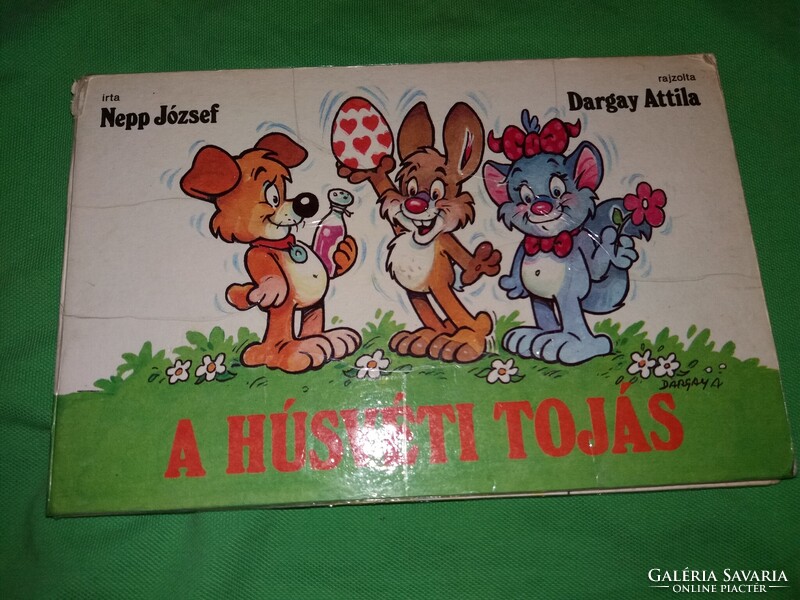 írta
Nepp József
rajzolta
Dargay Attila
DARGAY A
A HÚSVÉTI TOJÁS
GALÉRIA SAVARIA
ONLINE PIACTÉR